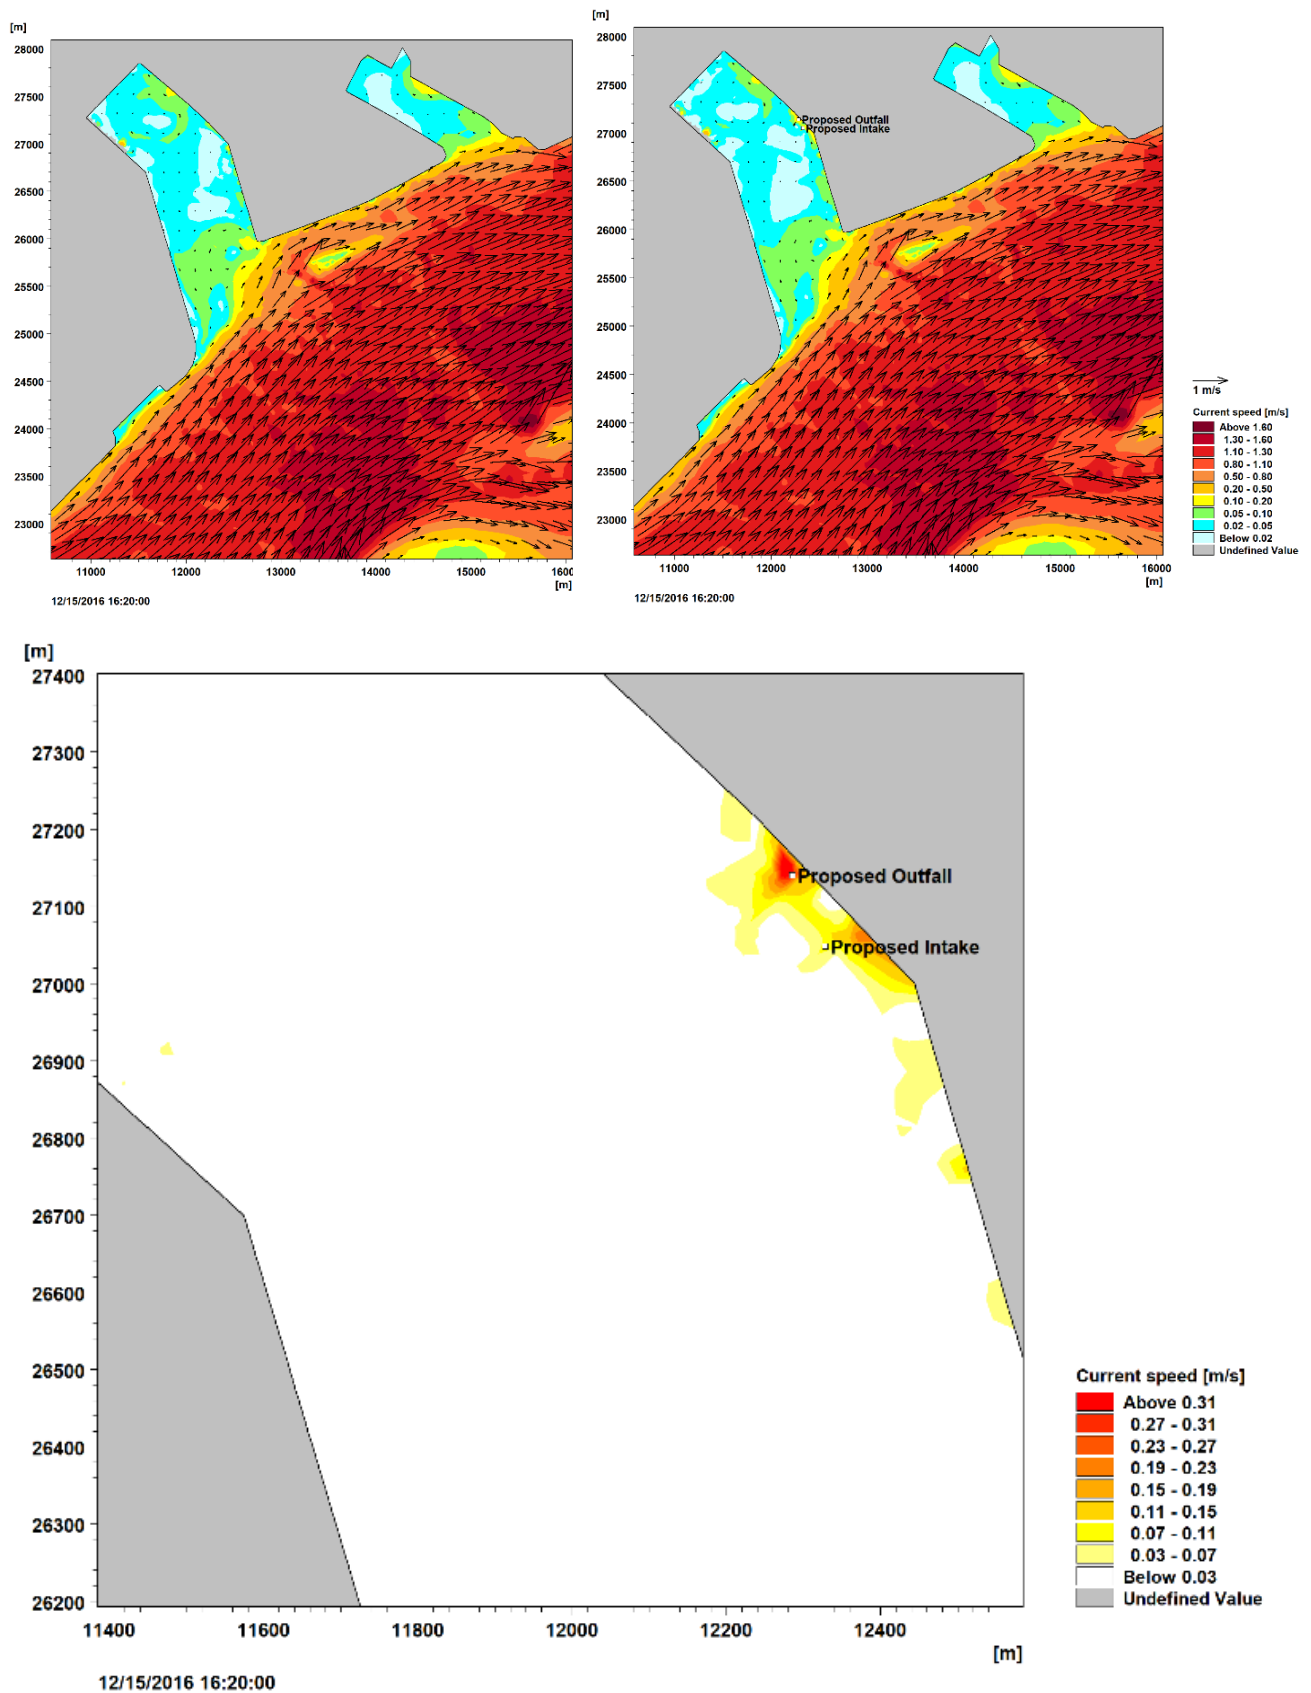 [m]
28000
27500
27000
26500
26000
25500
25000
24500
24000
23500
23000
11000 12000 13000 14000 15000 1600
[m]
12/15/2016 16:20:00
[m]
28000
27500
27000
26500
26000
25500
25000
24500
24000
23500
23000
Proposed Outfall
Proposed Intake
11000 12000 13000 14000 15000 16000
[m]
12/15/2016 16:20:00
1 m/s
Current speed [m/s]
Above 1.60
1.30 - 1.60
1.10 - 1.30
0.80 - 1.10
0.50 - 0.80
0.20 - 0.50
0.10 - 0.20
0.05 - 0.10
0.02 - 0.05
Below 0.02
Undefined Value
[m]
27400
27300
27200
27100
27000
26900
26800
26700
26600
26500
26400
26300
26200
Proposed Outfall
Proposed Intake
11400 11600 11800 12000 12200 12400
[m]
12/15/2016 16:20:00
Current speed [m/s]
Above 0.31
0.27 - 0.31
0.23 - 0.27
0.19 - 0.23
0.15 - 0.19
0.11 - 0.15
0.07 - 0.11
0.03 - 0.07
Below 0.03
Undefined Value